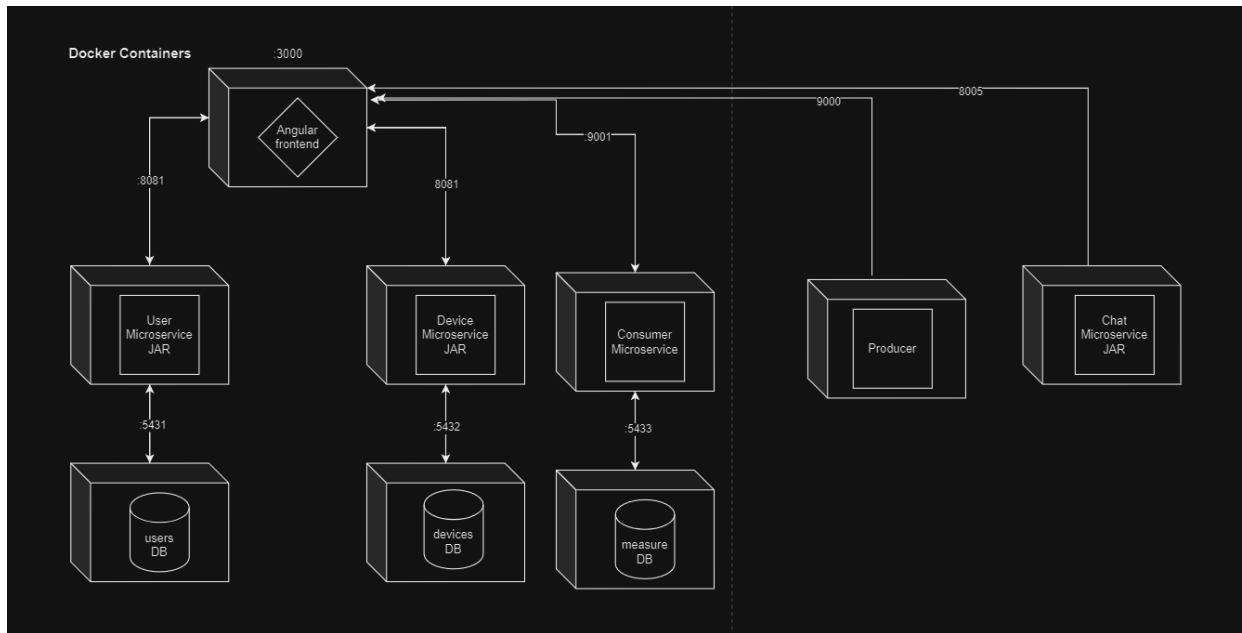 Docker Containers
:3000
8005
9000
Angular
frontend
:9001
:8081
8081
User
Microservice
JAR
Device
Microservice
JAR
Consumer
Microservice
Producer
Chat
Microservice
JAR
:5431
:5432
:5433
users
DB
devices
DB
measure
DB